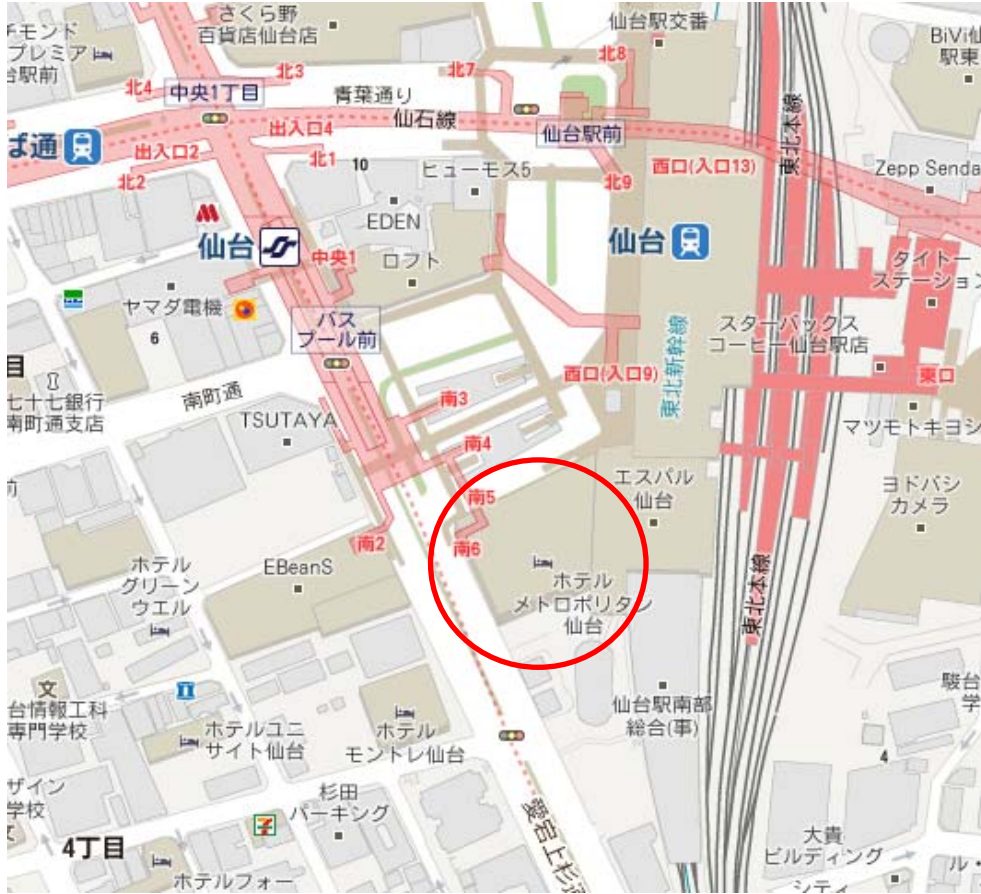 さくら野
百貨店仙台店
仙台駅交番
チモンド
プレミア
台駅前
BiVi仙
駅東
北3
北4
北7
北8
中央1丁目
青葉通り
仙石線
仙台駅前
ば通
出入口2
出入口4
北1
北2
10
ヒューモス5
北9
西口(入口13)
東北本線
Zepp Senda
EDEN
仙台
中央1
ロフト
仙台
タイトー
ステーション
ヤマダ電機
6
バス
プール前
東北新幹線
スターバックス
コーヒー仙台駅店
目
七十七銀行
南町通支店
南町通
西口(入口9)
東口
TSUTAYA
南3
南4
マツモトキヨシ
前
南5
エスパル
仙台
ヨドバシ
カメラ
南2
南6
ホテル
グリーン
ウエル
EBeanS
ホテル
メトロポリタン
仙台
東北本線
台情報工科
専門学校
ホテルユニ
サイト仙台
ホテル
モントレ仙台
仙台駅南部
総合(事)
駿台
学
4
ザイン
学校
杉田
パーキング
愛宕上杉通
4丁目
大貴
ビルディング
シティ
ホテルフォー
ル・